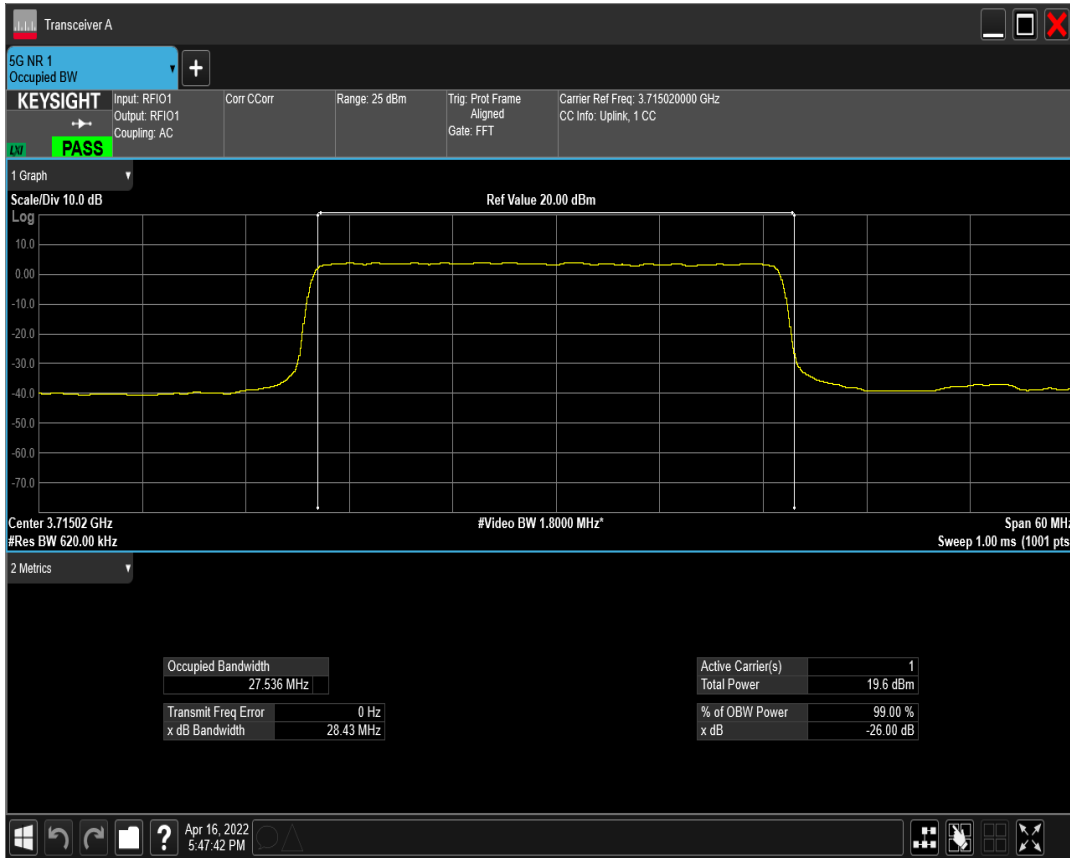 Transceiver A
5G NR 1
Occupied BW
+
KEYSIGHT
LXI
PASS
Input: RFIO1
Output: RFIO1
Coupling: AC
Corr CCorr
Range: 25 dBm
Trig: Prot Frame
Aligned
Gate: FFT
Carrier Ref Freq: 3.715020000 GHz
CC Info: Uplink, 1 CC
1 Graph
Scale/Div 10.0 dB
Ref Value 20.00 dBm
Log
10.0
0.00
-10.0
-20.0
-30.0
-40.0
-50.0
-60.0
-70.0
Center 3.71502 GHz
#Video BW 1.8000 MHz*
Span 60 MHz
#Res BW 620.00 kHz
Sweep 1.00 ms (1001 pts
2 Metrics
Occupied Bandwidth
27.536 MHz
Transmit Freq Error 0 Hz
x dB Bandwidth 28.43 MHz
Active Carrier(s) 1
Total Power 19.6 dBm
% of OBW Power 99.00 %
x dB -26.00 dB
?
Apr 16, 2022
5:47:42 PM